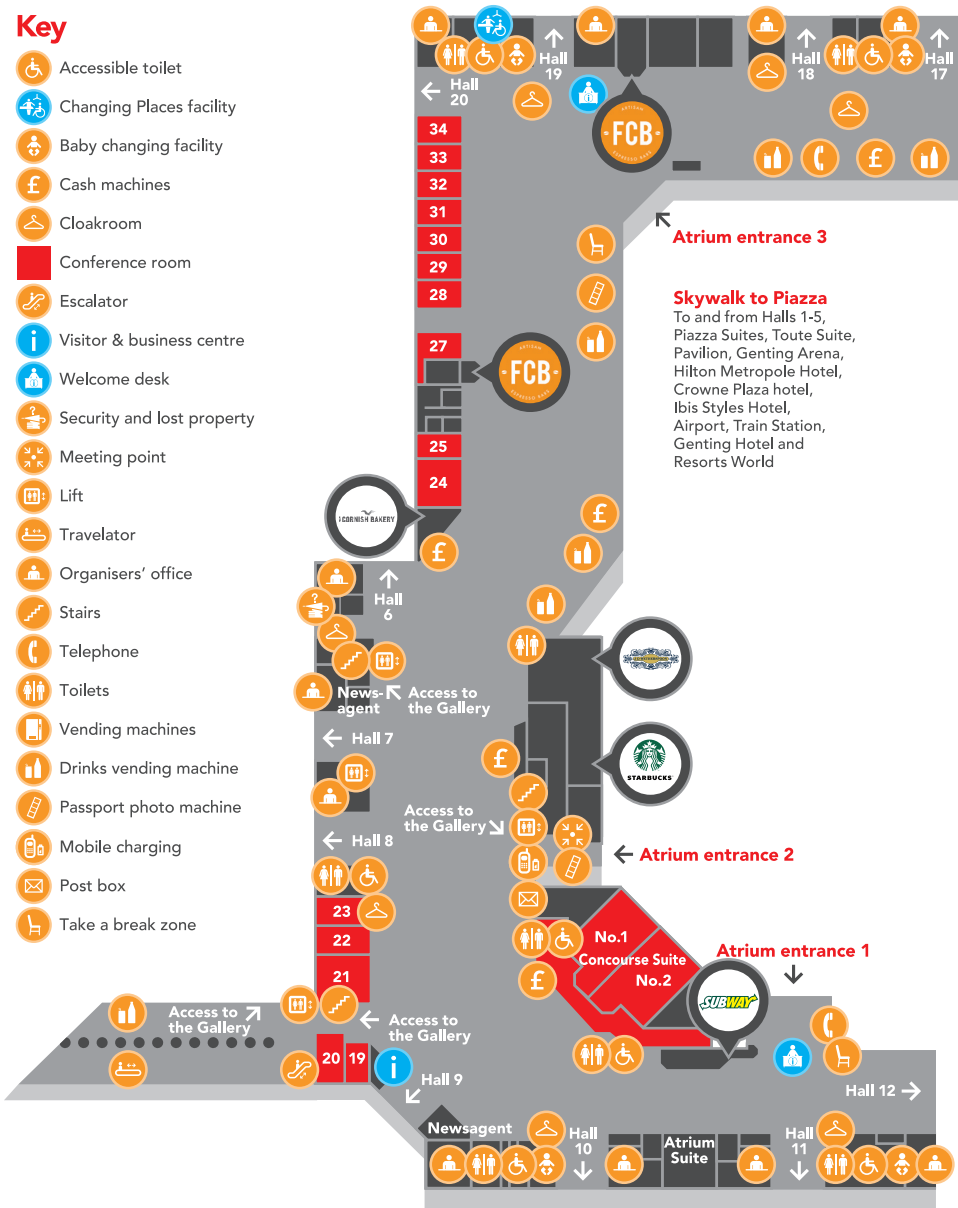 Key
Accessible toilet
Changing Places facility
Baby changing facility
Cash machines
Cloakroom
Conference room
Escalator
Visitor & business centre
Welcome desk
Security and lost property
Meeting point
Lift
Travelator
Organisers' office
Stairs
Telephone
Toilets
Vending machines
Drinks vending machine
Passport photo machine
Mobile charging
Post box
Take a break zone
Hall
19
Hall
18
Hall
17
Hall
20
ARTISAN
FCB
ESPRESSO BARS
34
33
32
31
30
29
28
27
ARTISAN
FCB
ESPRESSO BARS
25
24
CORNISH BAKERY
Atrium entrance 3
Skywalk to Piazza
To and from Halls 1-5,
Piazza Suites, Toute Suite,
Pavilion, Genting Arena,
Hilton Metropole Hotel,
Crowne Plaza hotel,
Ibis Styles Hotel,
Airport, Train Station,
Genting Hotel and
Resorts World
Hall
6
News-
agent
Access to
the Gallery
Hall 7
STARBUCKS
Access to
the Gallery
Hall 8
Atrium entrance 2
23
22
21
No.1
Concourse Suite
No.2
Atrium entrance 1
SUBWAY
Access to
the Gallery
Access to
the Gallery
20
19
Hall 9
Hall 12
Newsagent
Hall
10
Atrium
Suite
Hall
11